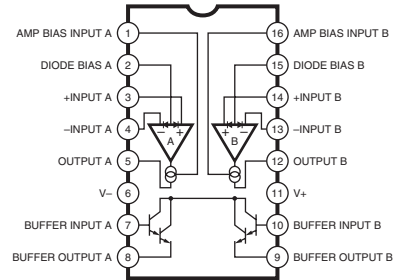 AMP BIAS INPUT A 1 16 AMP BIAS INPUT B
DIODE BIAS A 2 15 DIODE BIAS B
+INPUT A 3 14 +INPUT B
–INPUT A 4 13 –INPUT B
– + + –
A B
OUTPUT A 5 12 OUTPUT B
V– 6 11 V+
BUFFER INPUT A 7 10 BUFFER INPUT B
BUFFER OUTPUT A 8 9 BUFFER OUTPUT B